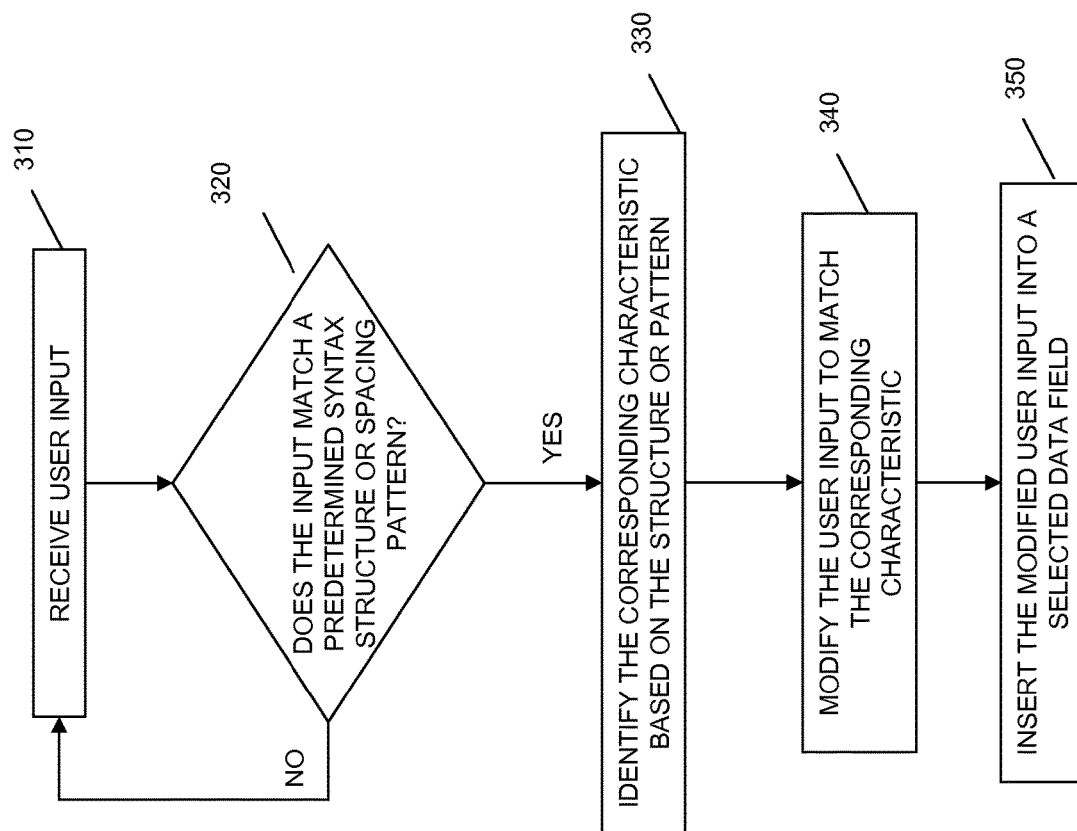 310
RECEIVE USER INPUT
320
DOES THE INPUT MATCH A
PREDETERMINED SYNTAX
STRUCTURE OR SPACING
PATTERN?
NO
YES
330
IDENTIFY THE CORRESPONDING CHARACTERISTIC
BASED ON THE STRUCTURE OR PATTERN
340
MODIFY THE USER INPUT TO MATCH
THE CORRESPONDING
CHARACTERISTIC
350
INSERT THE MODIFIED USER INPUT INTO A
SELECTED DATA FIELD